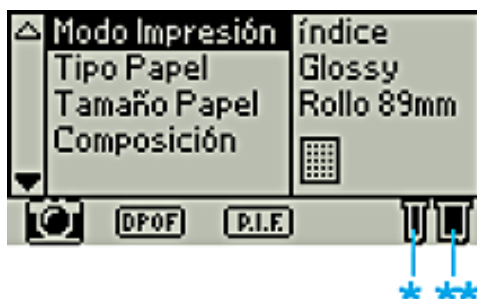 Modo Impresión índice
Tipo Papel Glossy
Tamaño Papel Rollo 89mm
Composición
DPOF P.I.F.
* **